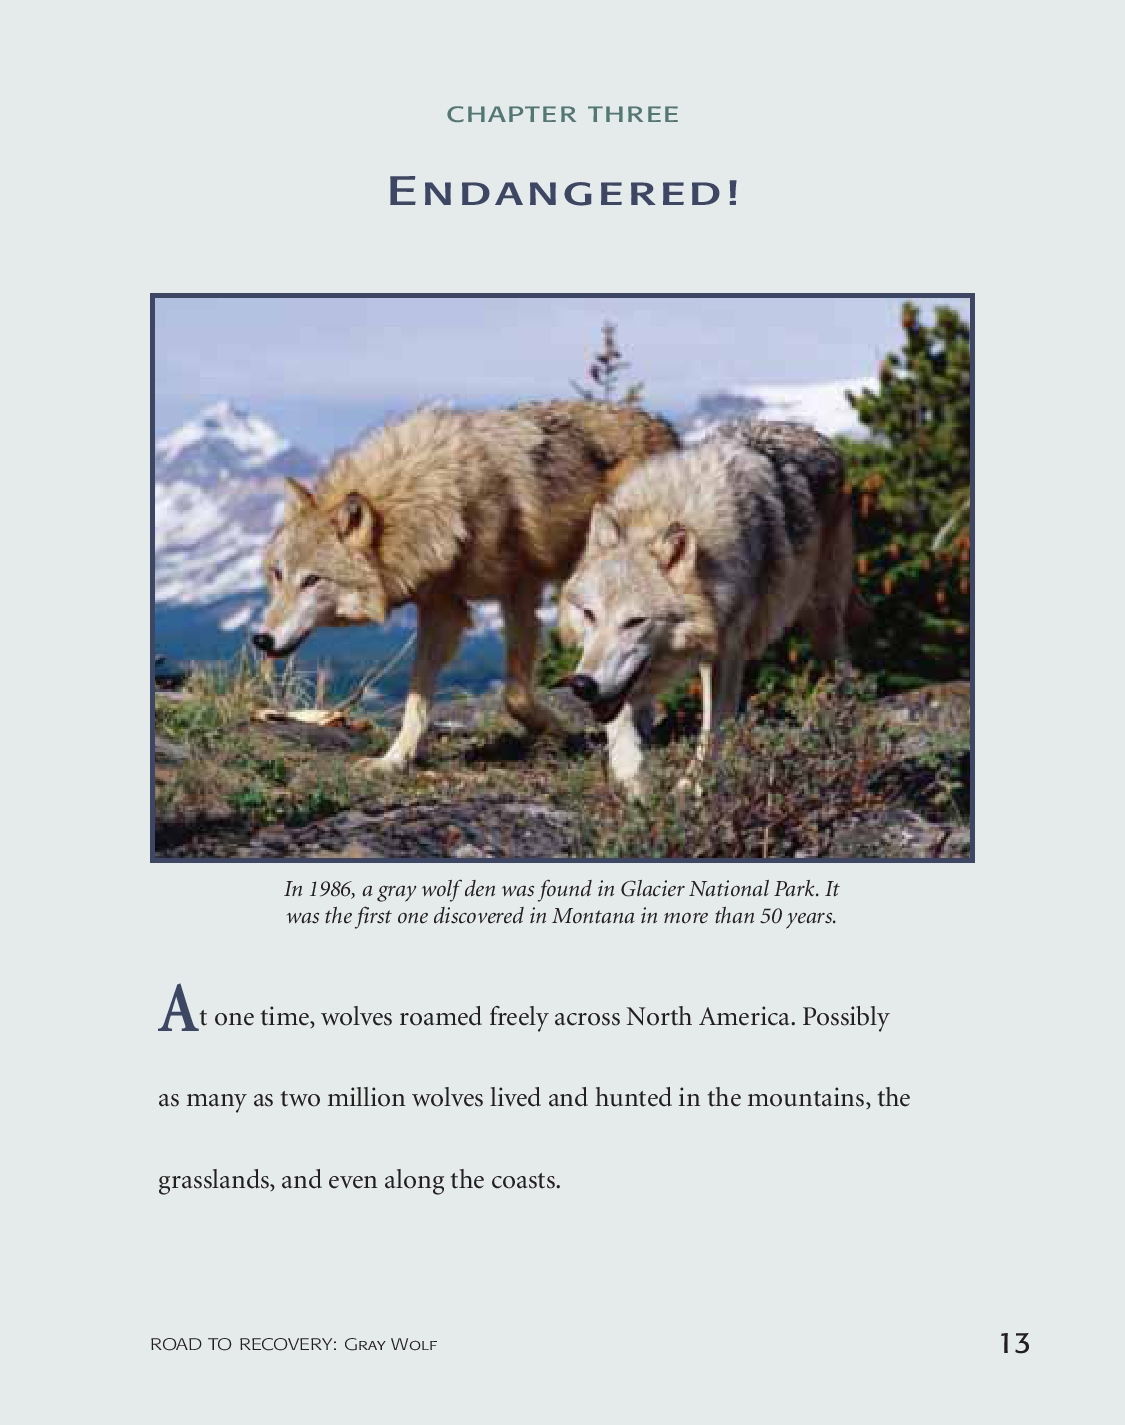 CHAPTER THREE
ENDANGERED!
In 1986, a gray wolf den was found in Glacier National Park. It
was the first one discovered in Montana in more than 50 years.
At one time, wolves roamed freely across North America. Possibly
as many as two million wolves lived and hunted in the mountains, the
grasslands, and even along the coasts.
ROAD TO RECOVERY: GRAY WOLF
13